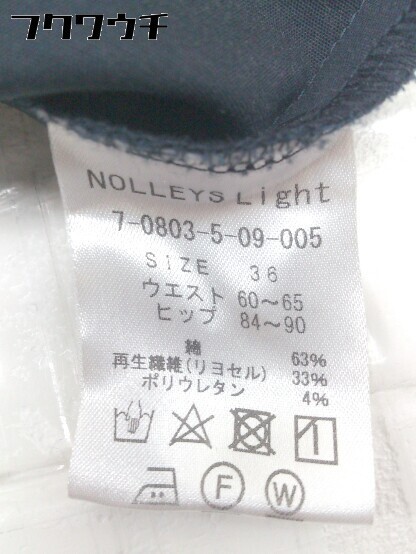 フクウウチ
NOLLEYS Light
7-0803-5-09-005
SIZE 36
ウエスト 60～65
ヒップ 84～90
綿 63%
再生繊維(リヨセル) 33%
ポリウレタン 4%
F W